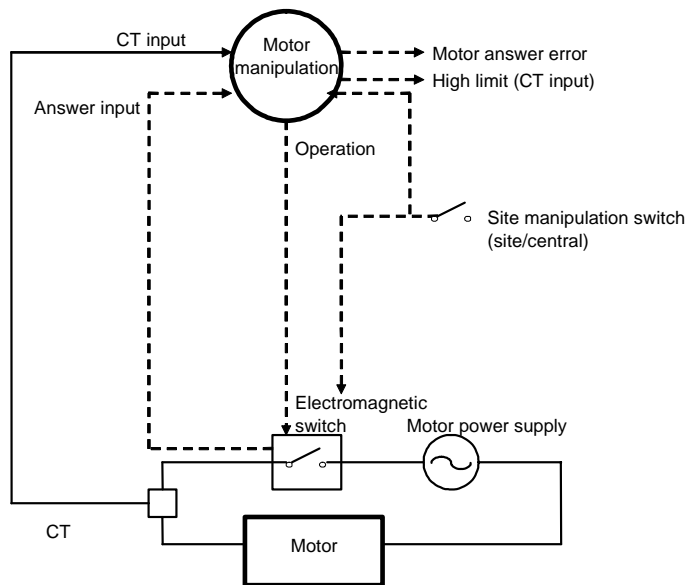 CT input
Motor
manipulation
Motor answer error
High limit (CT input)
Answer input
Operation
Site manipulation switch
(site/central)
Electromagnetic
switch
Motor power supply
CT
Motor